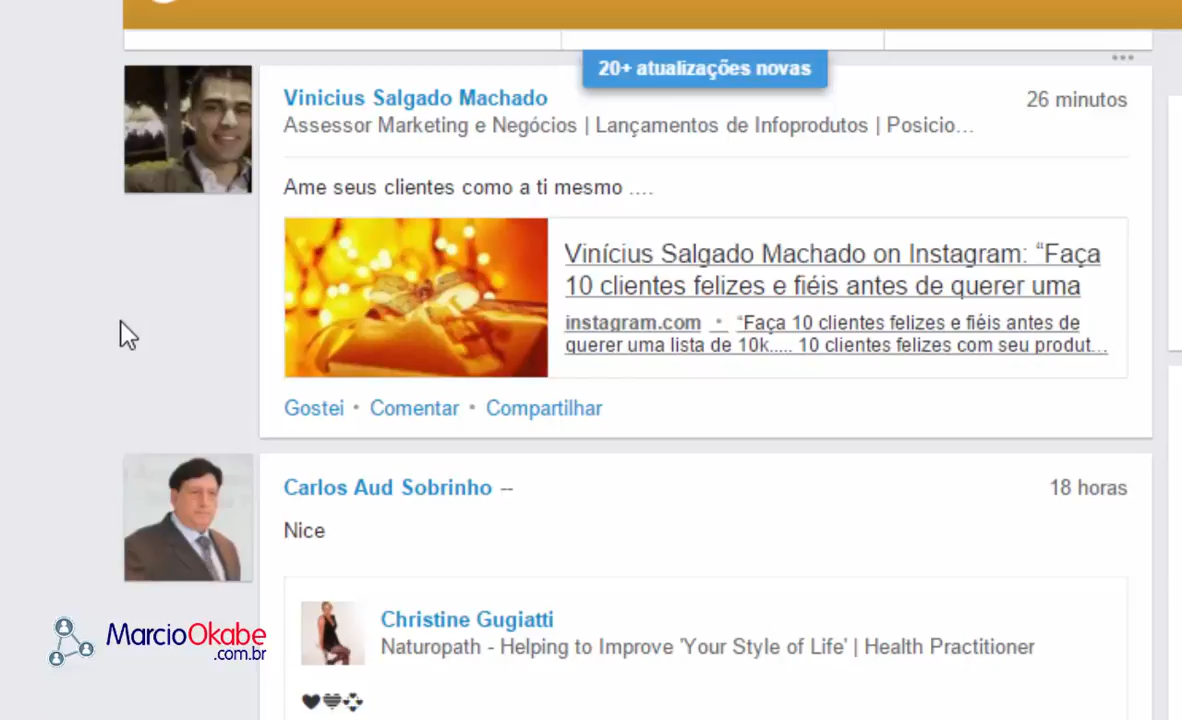 20+ atualizações novas
Vinicius Salgado Machado
26 minutos
Assessor Marketing e Negócios | Lançamentos de Infoprodutos | Posicio...
Ame seus clientes como a ti mesmo ....
Vinícius Salgado Machado on Instagram: “Faça
10 clientes felizes e fiéis antes de querer uma
instagram.com • “Faça 10 clientes felizes e fiéis antes de
querer uma lista de 10k..... 10 clientes felizes com seu produt...
Gostei • Comentar • Compartilhar
Carlos Aud Sobrinho --
18 horas
Nice
Christine Gugiatti
Naturopath - Helping to Improve 'Your Style of Life' | Health Practitioner
MarcioOkabe
.com.br